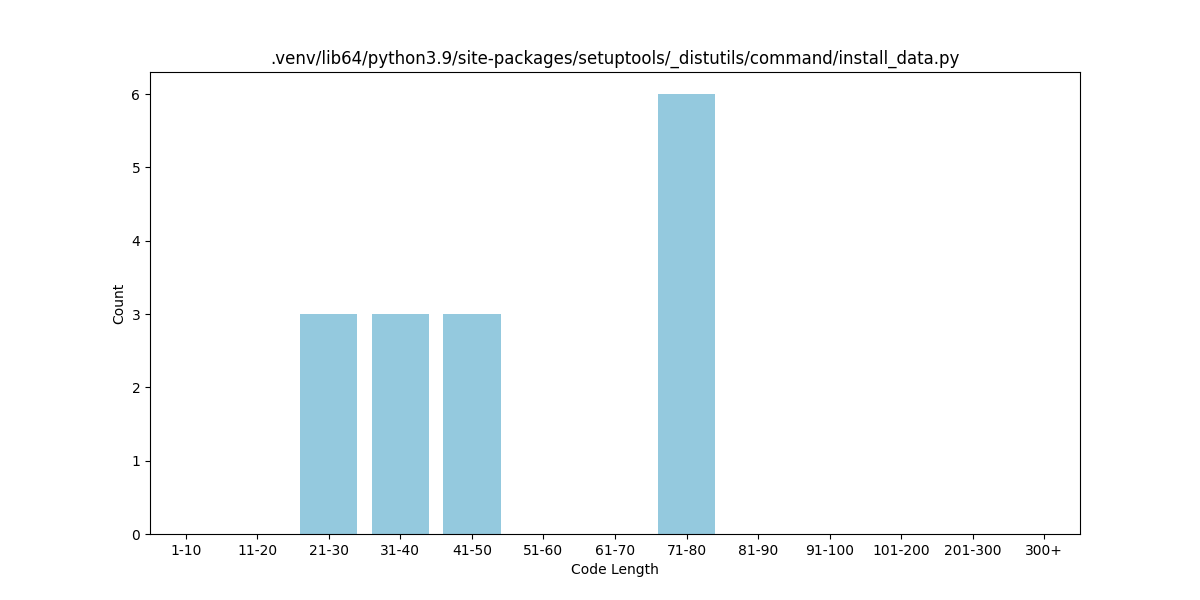 .venv/lib64/python3.9/site-packages/setuptools/_distutils/command/install_data.py
6
5
4
3
2
1
0
Count
1-10 11-20 21-30 31-40 41-50 51-60 61-70 71-80 81-90 91-100 101-200 201-300 300+
Code Length